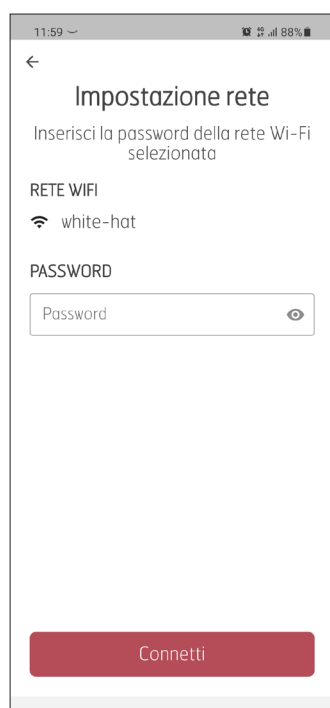 11:59
88%
Impostazione rete
Inserisci la password della rete Wi-Fi
selezionata
RETE WIFI
white-hat
PASSWORD
Password
Connetti